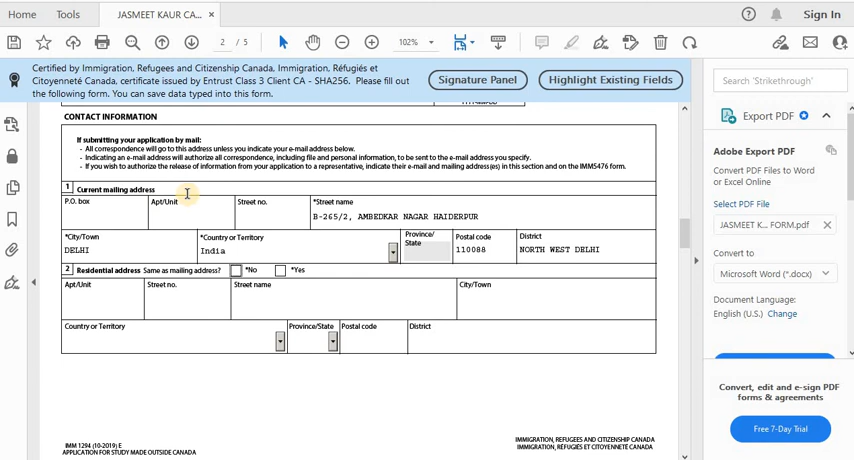 Home Tools JASMEET KAUR CA... × Sign In
2 / 5 102%
Certified by Immigration, Refugees and Citizenship Canada, Immigration, Réfugiés et
Citoyenneté Canada, certificate issued by Entrust Class 3 Client CA - SHA256. Please fill out
the following form. You can save data typed into this form.
Signature Panel
Highlight Existing Fields
Search 'Strikethrough'
CONTACT INFORMATION
If submitting your application by mail:
- All correspondence will go to this address unless you indicate your e-mail address below.
- Indicating an e-mail address will authorize all correspondence, including file and personal information, to be sent to the e-mail address you specify.
- If you wish to authorize the release of information from your application to a representative, indicate their e-mail and mailing address(es) in this section and on the IMM5476 form.
1 Current mailing address
P.O. box Apt/Unit Street no. *Street name
B-265/2, AMBEDKAR NAGAR HAIDERPUR
*City/Town *Country or Territory Province/State Postal code District
DELHI India 110088 NORTH WEST DELHI
2 Residential address Same as mailing address? *No *Yes
Apt/Unit Street no. Street name City/Town
Country or Territory Province/State Postal code District
IMM 1294 (10-2019) E
APPLICATION FOR STUDY MADE OUTSIDE CANADA
IMMIGRATION, REFUGEES AND CITIZENSHIP CANADA
IMMIGRATION, RÉFUGIÉS ET CITOYENNETÉ CANADA
Export PDF
Adobe Export PDF
Convert PDF Files to Word
or Excel Online
Select PDF File
JASMEET K... FORM.pdf ×
Convert to
Microsoft Word (*.docx)
Document Language:
English (U.S.) Change
Convert, edit and e-sign PDF
forms & agreements
Free 7-Day Trial